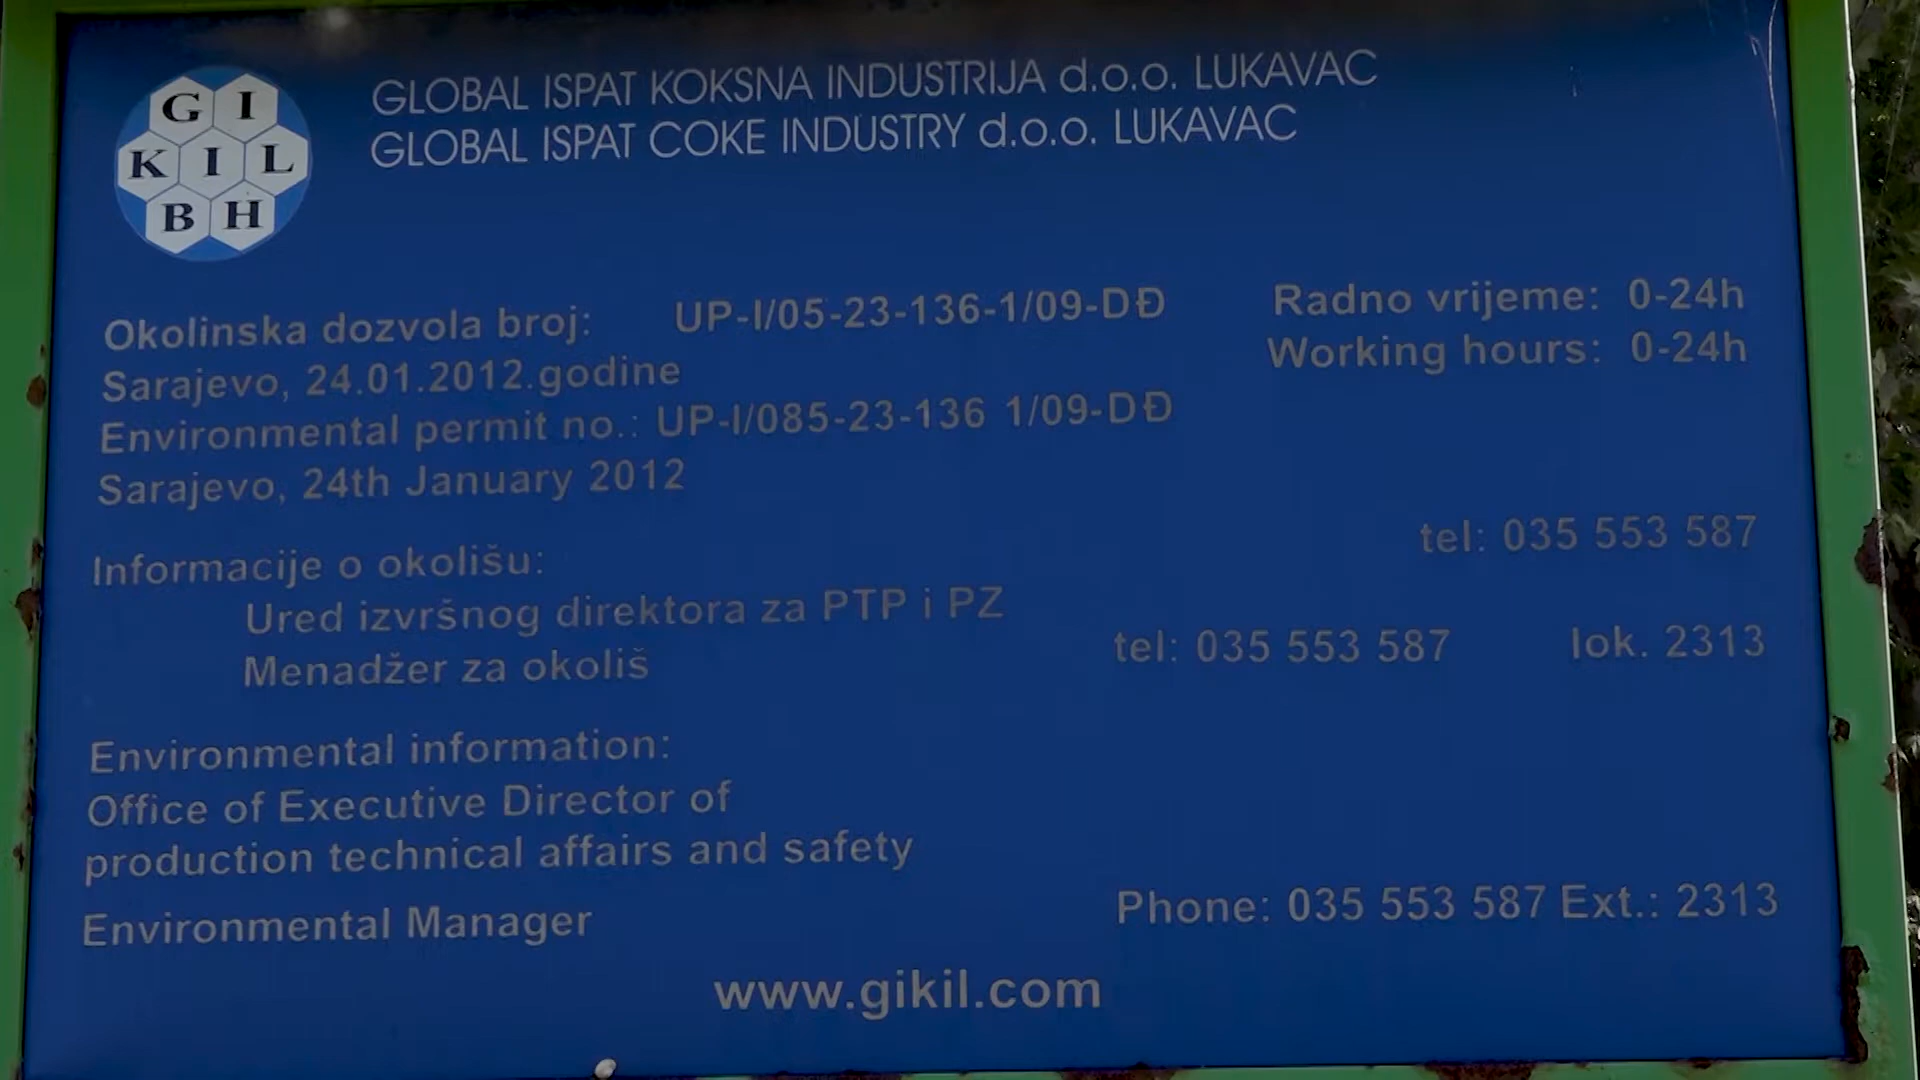 G I
K I L
B H
GLOBAL ISPAT KOKSNA INDUSTRIJA d.o.o. LUKAVAC
GLOBAL ISPAT COKE INDUSTRY d.o.o. LUKAVAC
Okolinska dozvola broj: UP-I/05-23-136-1/09-DĐ
Sarajevo, 24.01.2012.godine
Environmental permit no.: UP-I/085-23-136 1/09-DĐ
Sarajevo, 24th January 2012
Radno vrijeme: 0-24h
Working hours: 0-24h
Informacije o okolišu:
tel: 035 553 587
Ured izvršnog direktora za PTP i PZ
Menadžer za okoliš
tel: 035 553 587 lok. 2313
Environmental information:
Office of Executive Director of
production technical affairs and safety
Environmental Manager
Phone: 035 553 587 Ext.: 2313
www.gikil.com